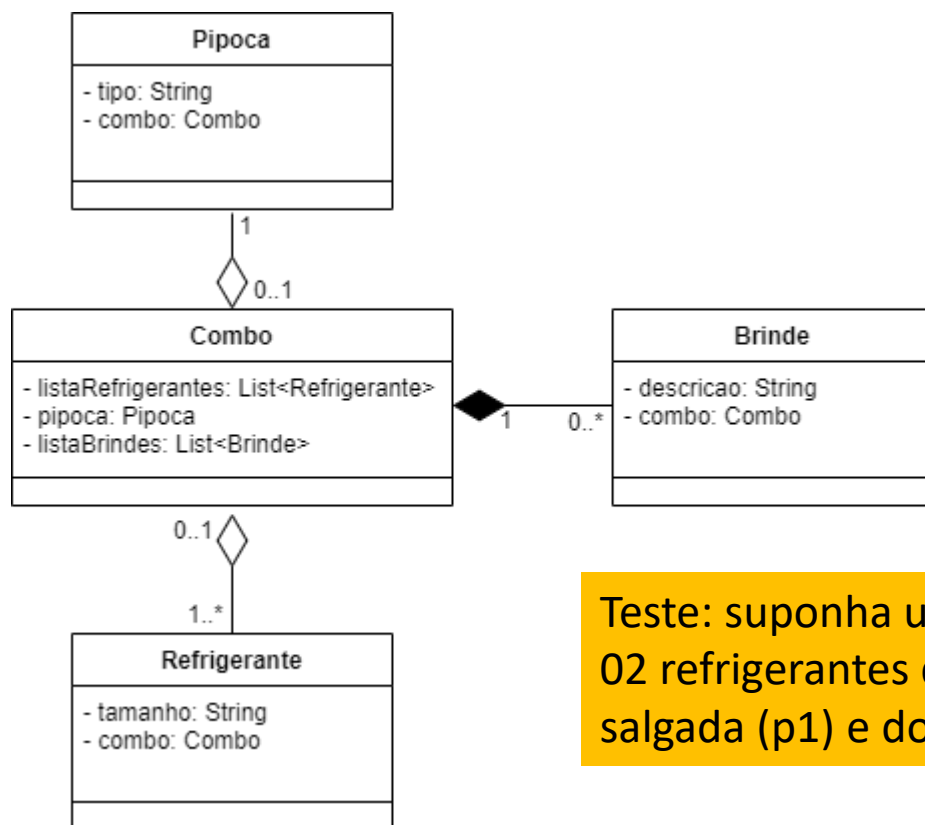 Pipoca
- tipo: String
- combo: Combo
1
0..1
Combo
- listaRefrigerantes: List<Refrigerante>
- pipoca: Pipoca
- listaBrindes: List<Brinde>
1
0..*
Brinde
- descricao: String
- combo: Combo
0..1
1..*
Refrigerante
- tamanho: String
- combo: Combo
Teste: suponha
02 refrigerantes
salgada (p1) e